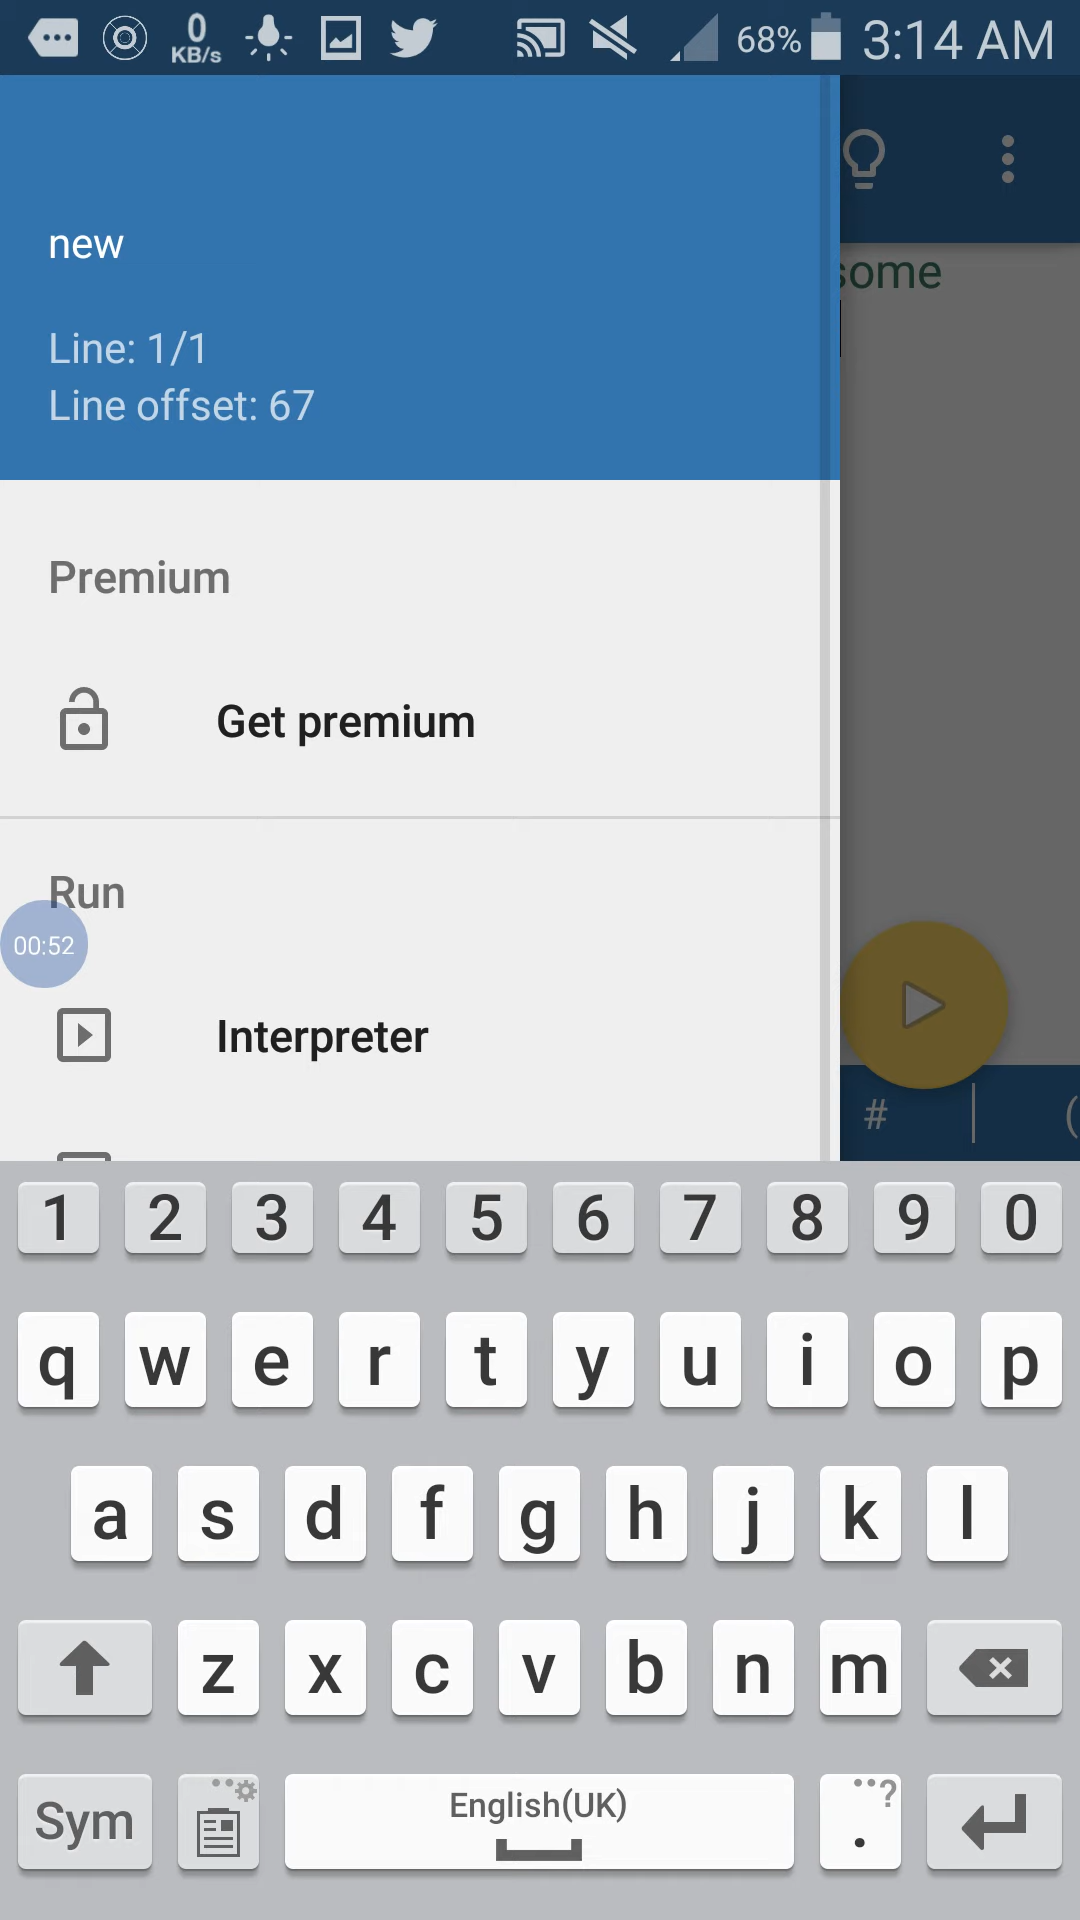 0
KB/s
68%
3:14 AM
new
some
Line: 1/1
Line offset: 67
Premium
Get premium
Run
00:52
Interpreter
# (
1 2 3 4 5 6 7 8 9 0
q w e r t y u i o p
a s d f g h j k l
z x c v b n m
Sym
English(UK)
?
.